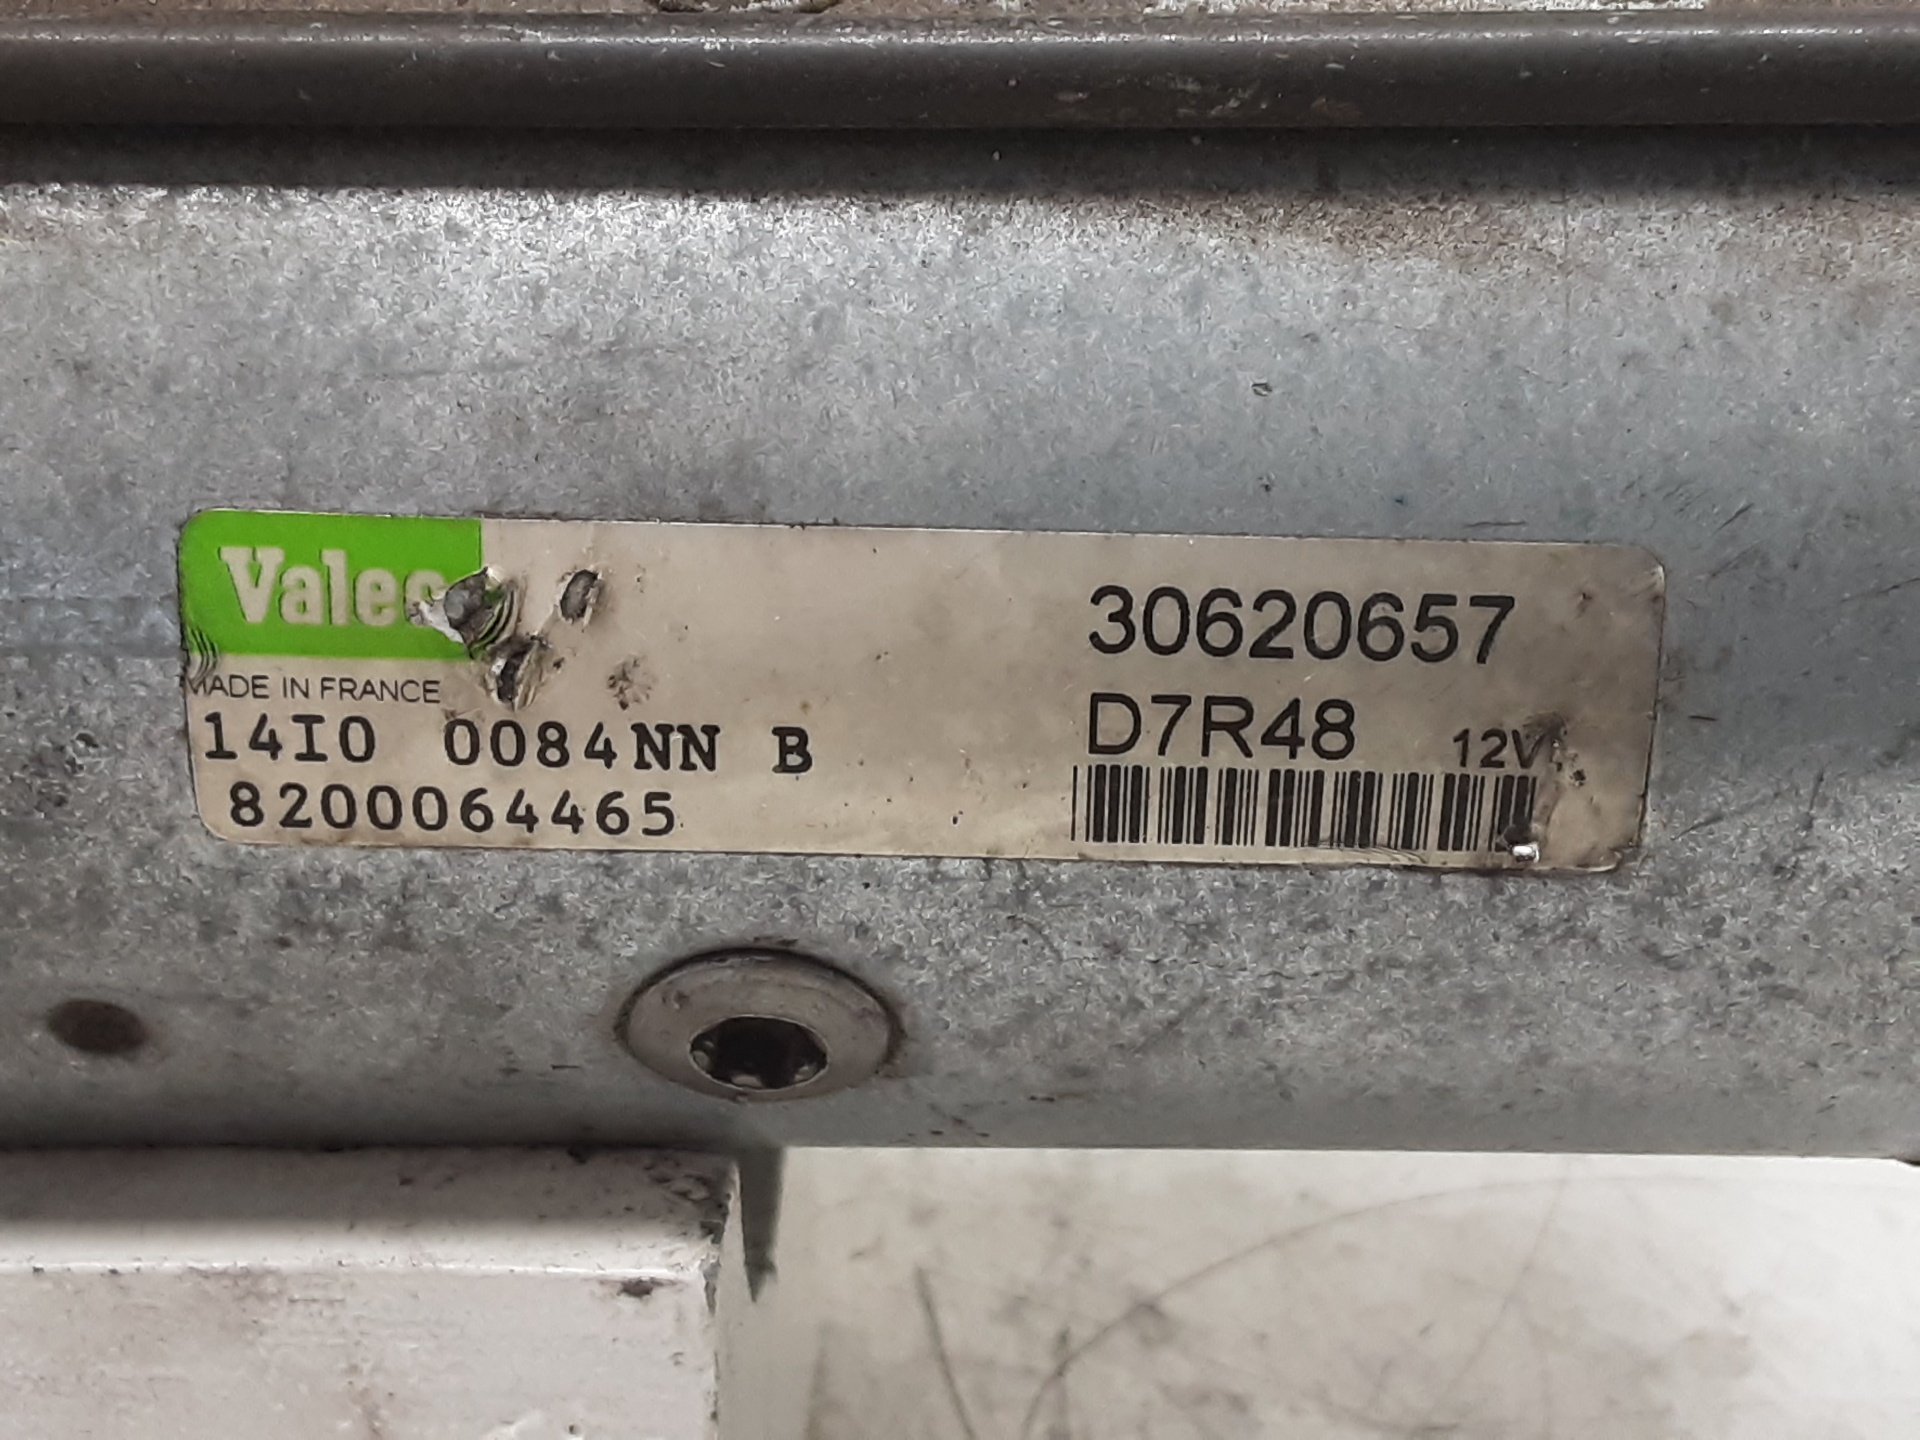 Valeo
MADE IN FRANCE
14I0 0084NN B
8200064465
30620657
D7R48 12V